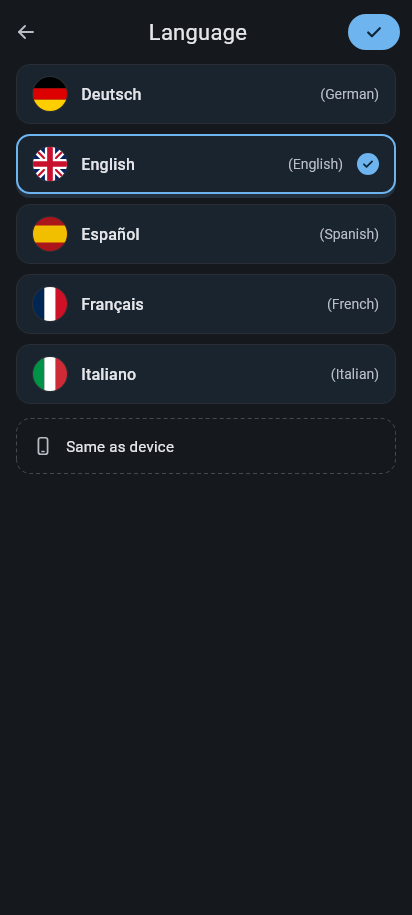 Language
Deutsch (German)
English (English)
Español (Spanish)
Français (French)
Italiano (Italian)
Same as device